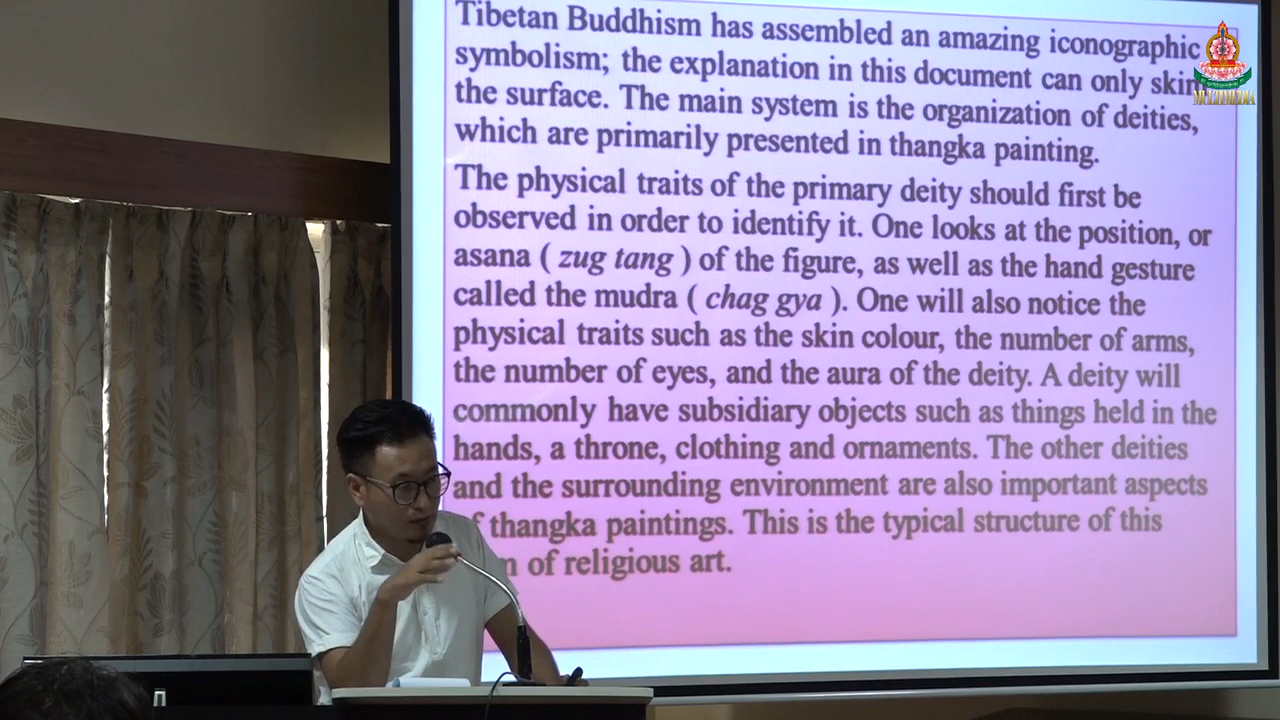 Tibetan Buddhism has assembled an amazing iconographic
symbolism; the explanation in this document can only skim
the surface. The main system is the organization of deities,
which are primarily presented in thangka painting.
The physical traits of the primary deity should first be
observed in order to identify it. One looks at the position, or
asana ( zug tang ) of the figure, as well as the hand gesture
called the mudra ( chag gya ). One will also notice the
physical traits such as the skin colour, the number of arms,
the number of eyes, and the aura of the deity. A deity will
commonly have subsidiary objects such as things held in the
hands, a throne, clothing and ornaments. The other deities
and the surrounding environment are also important aspects
f thangka paintings. This is the typical structure of this
of religious art.
MULTIMEDIA